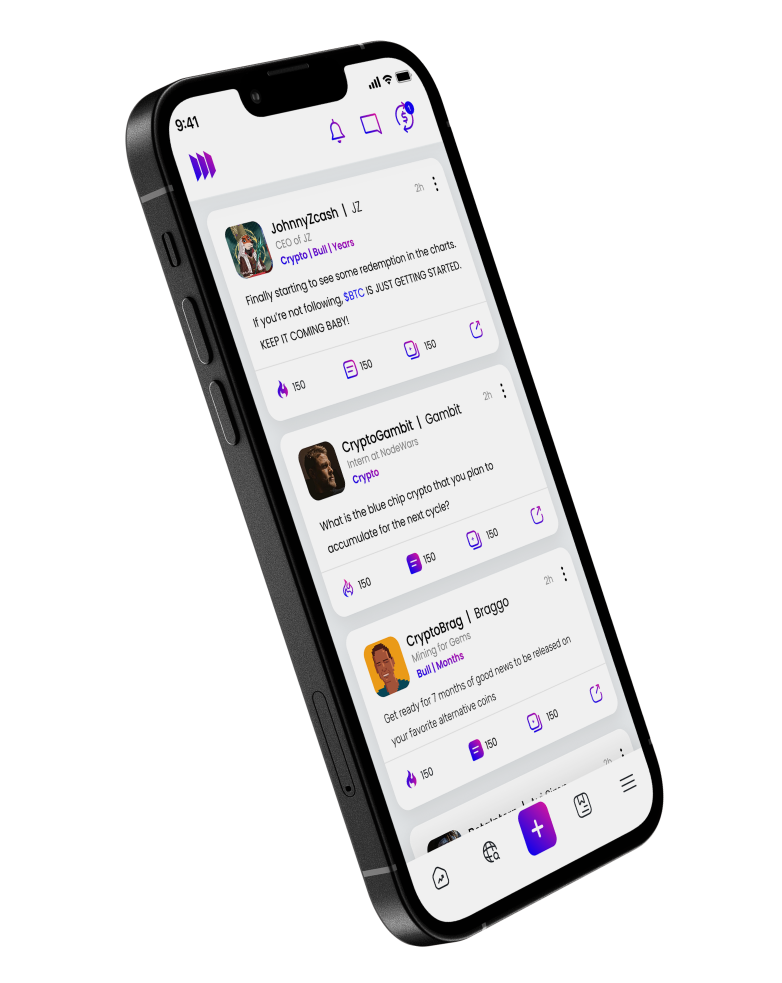 9:41
1
JohnnyZcash | JZ
2h
CEO of JZ
Crypto | Bull | Years
Finally starting to see some redemption in the charts.
If you're not following, $BTC IS JUST GETTING STARTED.
KEEP IT COMING BABY!
150 150 150
CryptoGambit | Gambit
2h
Intern at NodeWars
Crypto
What is the blue chip crypto that you plan to
accumulate for the next cycle?
150 150 150
CryptoBrag | Braggo
2h
Mining for Gems
Bull | Months
Get ready for 7 months of good news to be released on
your favorite alternative coins
150 150 150
2h